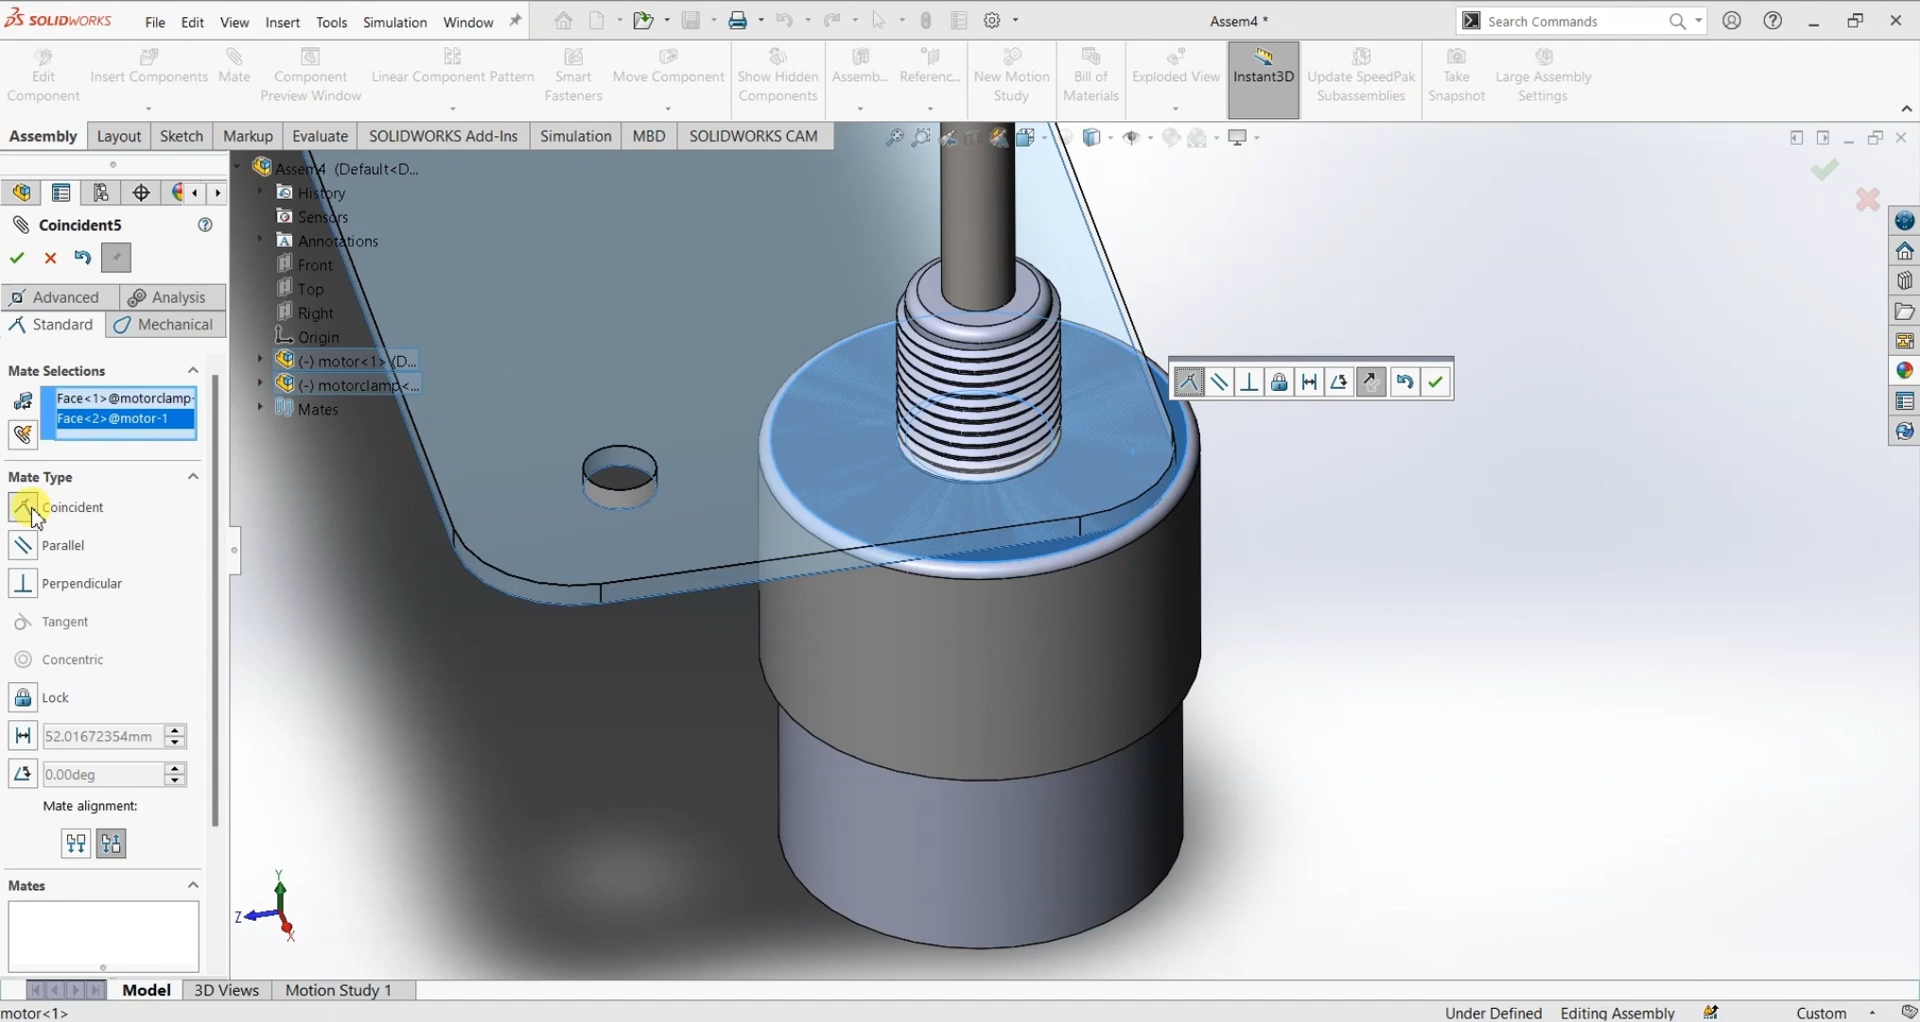 SOLIDWORKS File Edit View Insert Tools Simulation Window Assem4 * Search Commands
Edit Component Insert Components Mate Component Preview Window Linear Component Pattern Smart Fasteners Move Component Show Hidden Components Assemb... Referenc... New Motion Study Bill of Materials Exploded View Instant3D Update SpeedPak Subassemblies Take Snapshot Large Assembly Settings
Assembly Layout Sketch Markup Evaluate SOLIDWORKS Add-Ins Simulation MBD SOLIDWORKS CAM
Assem4 (Default<D...
History
Sensors
Annotations
Front
Top
Right
Origin
(-) motor<1> (D...
(-) motorclamp<...
Mates
Coincident5
Advanced Analysis
Standard Mechanical
Mate Selections
Face<1>@motorclamp-
Face<2>@motor-1
Mate Type
Coincident
Parallel
Perpendicular
Tangent
Concentric
Lock
52.01672354mm
0.00deg
Mate alignment:
Mates
Y
Z
X
Model 3D Views Motion Study 1
motor<1> Under Defined Editing Assembly Custom